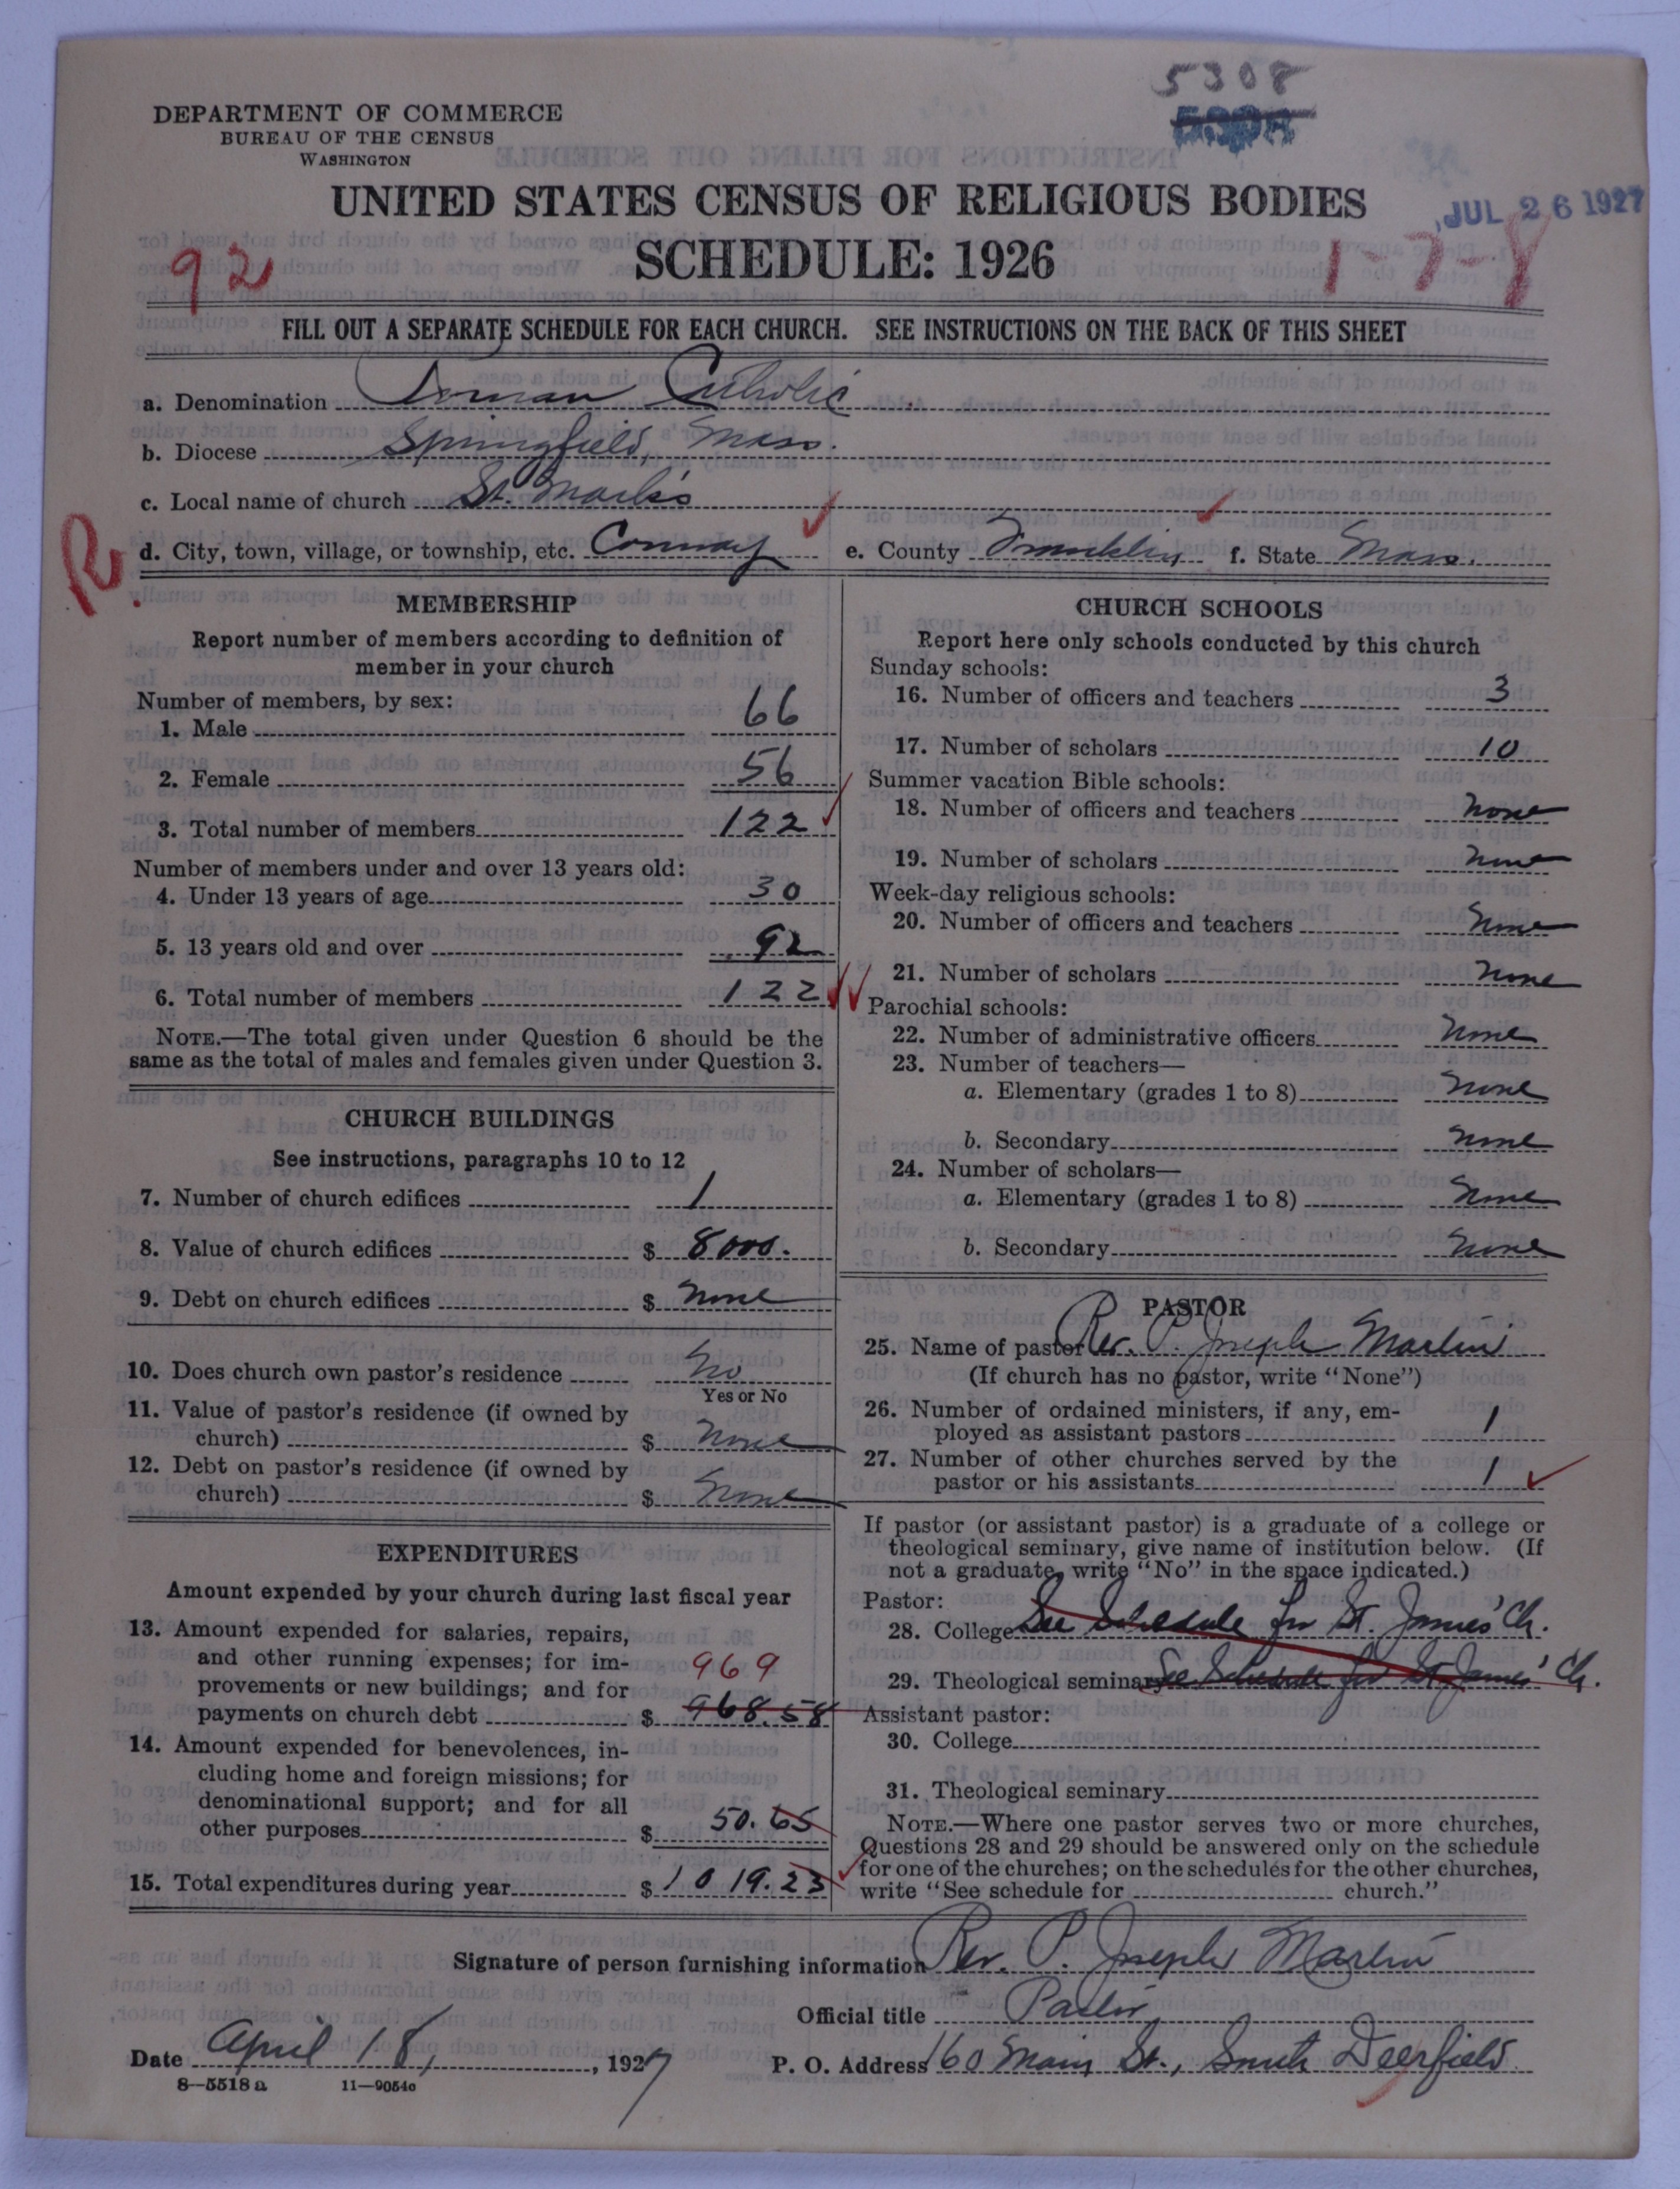 5308
DEPARTMENT OF COMMERCE
BUREAU OF THE CENSUS
WASHINGTON
UNITED STATES CENSUS OF RELIGIOUS BODIES
JUL 26 1927
SCHEDULE: 1926
92
1-7-8
FILL OUT A SEPARATE SCHEDULE FOR EACH CHURCH. SEE INSTRUCTIONS ON THE BACK OF THIS SHEET
a. Denomination Roman Catholic
b. Diocese Springfield, Mass.
c. Local name of church St. Mark's
R.
d. City, town, village, or township, etc. Conway e. County Franklin f. State Mass.
MEMBERSHIP
Report number of members according to definition of
member in your church
Number of members, by sex:
1. Male 66
2. Female 56
3. Total number of members 122
Number of members under and over 13 years old:
4. Under 13 years of age 30
5. 13 years old and over 92
6. Total number of members 122
NOTE.—The total given under Question 6 should be the
same as the total of males and females given under Question 3.
CHURCH BUILDINGS
See instructions, paragraphs 10 to 12
7. Number of church edifices 1
8. Value of church edifices $ 8000.
9. Debt on church edifices $ none
10. Does church own pastor's residence No
Yes or No
11. Value of pastor's residence (if owned by
church) $ none
12. Debt on pastor's residence (if owned by
church) $ none
EXPENDITURES
Amount expended by your church during last fiscal year
13. Amount expended for salaries, repairs,
and other running expenses; for im-
provements or new buildings; and for 969
payments on church debt $ 968.58
14. Amount expended for benevolences, in-
cluding home and foreign missions; for
denominational support; and for all
other purposes $ 50.65
15. Total expenditures during year $ 1019.23
CHURCH SCHOOLS
Report here only schools conducted by this church
Sunday schools:
16. Number of officers and teachers 3
17. Number of scholars 10
Summer vacation Bible schools:
18. Number of officers and teachers none
19. Number of scholars none
Week-day religious schools:
20. Number of officers and teachers None
21. Number of scholars none
Parochial schools:
22. Number of administrative officers None
23. Number of teachers—
a. Elementary (grades 1 to 8) None
b. Secondary None
24. Number of scholars—
a. Elementary (grades 1 to 8) None
b. Secondary None
PASTOR
25. Name of pastor Rev. P. Joseph
(If church has no pastor, write "None")
26. Number of ordained ministers, if any, em-
ployed as assistant pastors 1
27. Number of other churches served by the
pastor or his assistants 1
If pastor (or assistant pastor) is a graduate of a college or
theological seminary, give name of institution below. (If
not a graduate, write "No" in the space indicated.)
Pastor:
28. College See Schedule for St. James' Ch.
29. Theological seminary See Schedule for St. James' Ch.
Assistant pastor:
30. College
31. Theological seminary
NOTE.—Where one pastor serves two or more churches,
Questions 28 and 29 should be answered only on the schedule
for one of the churches; on the schedules for the other churches,
write "See schedule for church."
Signature of person furnishing information Rev. P. Joseph
Official title Pastor
Date April 18, 1927 P. O. Address 160 Main St., South Deerfield
8—5518 a 11—9054c